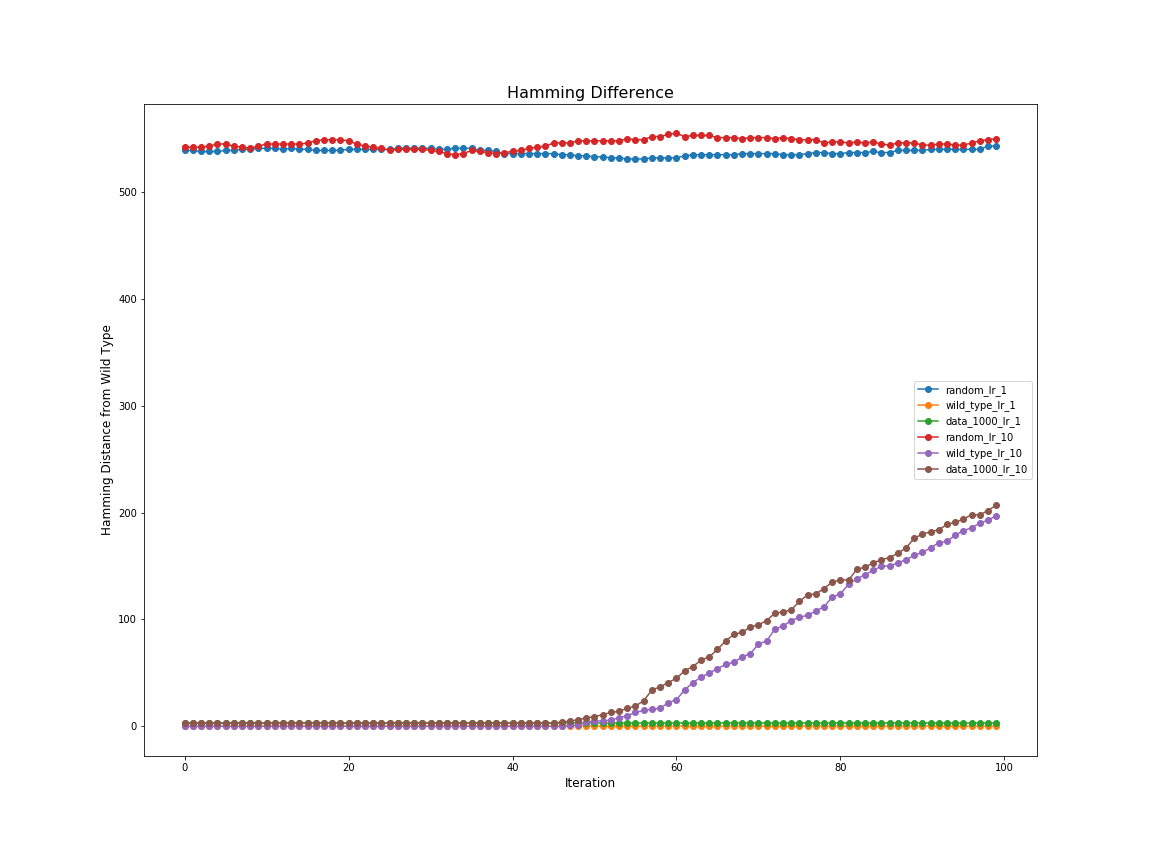 Hamming Difference
Hamming Distance from Wild Type
500
400
300
200
100
0
random_lr_1
wild_type_lr_1
data_1000_lr_1
random_lr_10
wild_type_lr_10
data_1000_lr_10
0 20 40 60 80 100
Iteration